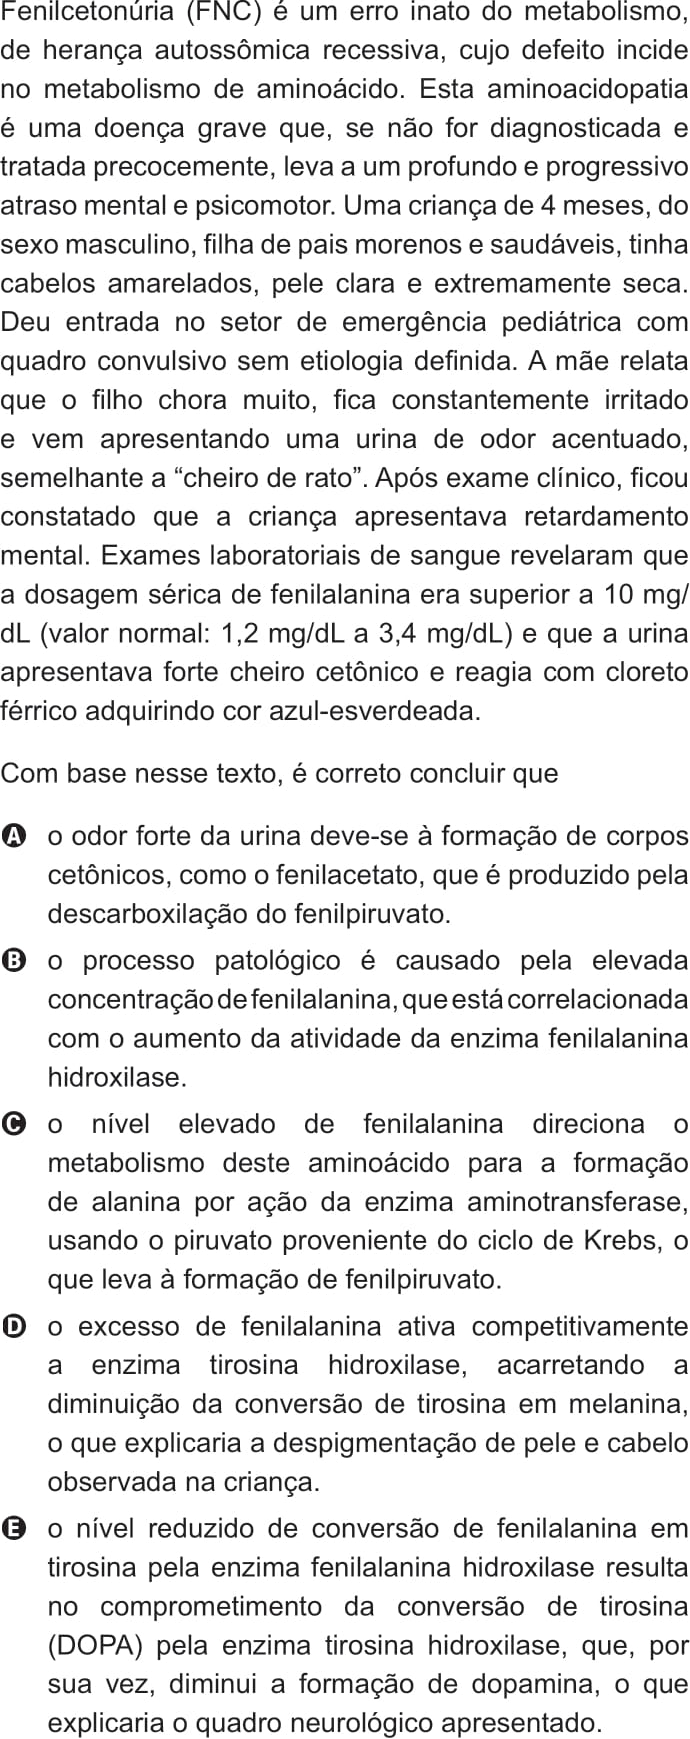 Fenilcetonúria (FNC) é um erro inato do metabolismo,
de herança autossômica recessiva, cujo defeito incide
no metabolismo de aminoácido. Esta aminoacidopatia
é uma doença grave que, se não for diagnosticada e
tratada precocemente, leva a um profundo e progressivo
atraso mental e psicomotor. Uma criança de 4 meses, do
sexo masculino, filha de pais morenos e saudáveis, tinha
cabelos amarelados, pele clara e extremamente seca.
Deu entrada no setor de emergência pediátrica com
quadro convulsivo sem etiologia definida. A mãe relata
que o filho chora muito, fica constantemente irritado
e vem apresentando uma urina de odor acentuado,
semelhante a “cheiro de rato”. Após exame clínico, ficou
constatado que a criança apresentava retardamento
mental. Exames laboratoriais de sangue revelaram que
a dosagem sérica de fenilalanina era superior a 10 mg/
dL (valor normal: 1,2 mg/dL a 3,4 mg/dL) e que a urina
apresentava forte cheiro cetônico e reagia com cloreto
férrico adquirindo cor azul-esverdeada.
Com base nesse texto, é correto concluir que
A o odor forte da urina deve-se à formação de corpos
cetônicos, como o fenilacetato, que é produzido pela
descarboxilação do fenilpiruvato.
B o processo patológico é causado pela elevada
concentração de fenilalanina, que está correlacionada
com o aumento da atividade da enzima fenilalanina
hidroxilase.
C o nível elevado de fenilalanina direciona o
metabolismo deste aminoácido para a formação
de alanina por ação da enzima aminotransferase,
usando o piruvato proveniente do ciclo de Krebs, o
que leva à formação de fenilpiruvato.
D o excesso de fenilalanina ativa competitivamente
a enzima tirosina hidroxilase, acarretando a
diminuição da conversão de tirosina em melanina,
o que explicaria a despigmentação de pele e cabelo
observada na criança.
E o nível reduzido de conversão de fenilalanina em
tirosina pela enzima fenilalanina hidroxilase resulta
no comprometimento da conversão de tirosina
(DOPA) pela enzima tirosina hidroxilase, que, por
sua vez, diminui a formação de dopamina, o que
explicaria o quadro neurológico apresentado.